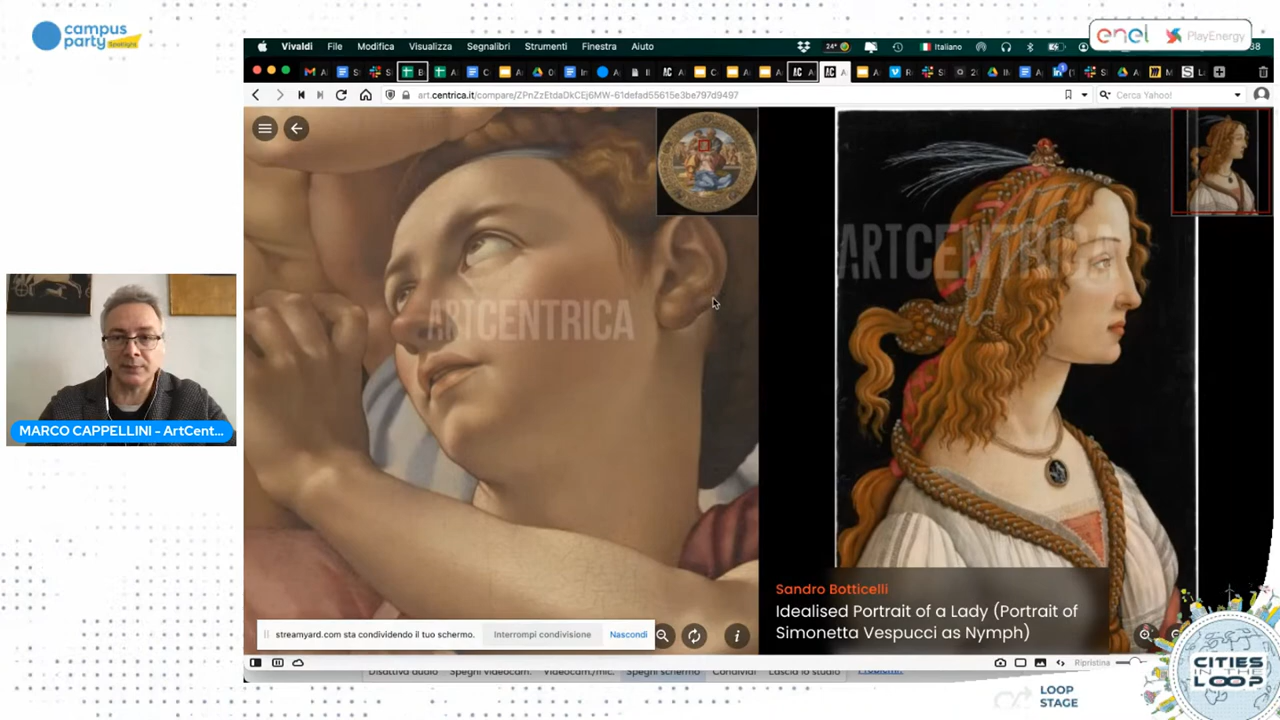 campus
party
Spotlight
enel
PlayEnergy
Vivaldi File Modifica Visualizza Segnalibri Strumenti Finestra Aiuto
24° Italiano
art.centrica.it/compare/ZPnZzEtdaDkCEj6MW-61defad55615e3be797d9497
Cerca Yahoo!
ARTCENTRICA
ARTCENTRICA
MARCO CAPPELLINI - ArtCent...
Sandro Botticelli
Idealised Portrait of a Lady (Portrait of
Simonetta Vespucci as Nymph)
streamyard.com sta condividendo il tuo schermo. Interrompi condivisione Nascondi
Ripristina
Disattiva audio Spegni videocam. Videocam./mic. Spegni schermo Condividi Lascia lo studio Problemi?
CITIES
IN THE
LOOP
LOOP
STAGE